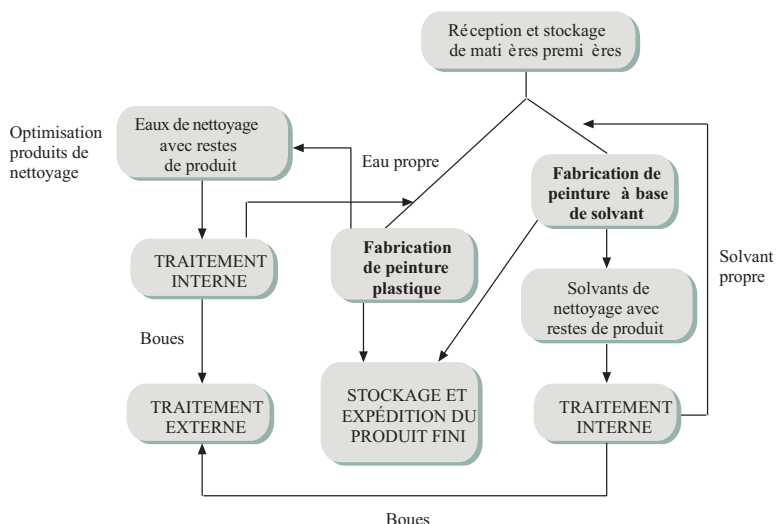 Réception et stockage
de mati ères premi ères
Optimisation
produits de
nettoyage
Eaux de nettoyage
avec restes
de produit
Eau propre
Fabrication de
peinture à base
de solvant
TRAITEMENT
INTERNE
Fabrication
de peinture
plastique
Solvant
propre
Solvants de
nettoyage avec
restes de produit
Boues
TRAITEMENT
EXTERNE
STOCKAGE ET
EXPÉDITION DU
PRODUIT FINI
TRAITEMENT
INTERNE
Boues